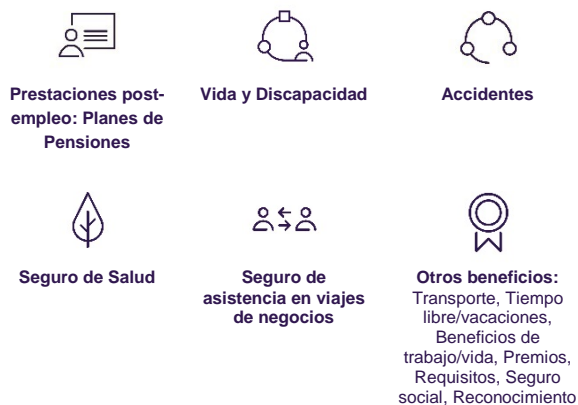 Prestaciones post-
empleo: Planes de
Pensiones
Vida y Discapacidad
Accidentes
Seguro de Salud
Seguro de
asistencia en viajes
de negocios
Otros beneficios:
Transporte, Tiempo
libre/vacaciones,
Beneficios de
trabajo/vida, Premios,
Requisitos, Seguro
social, Reconocimiento